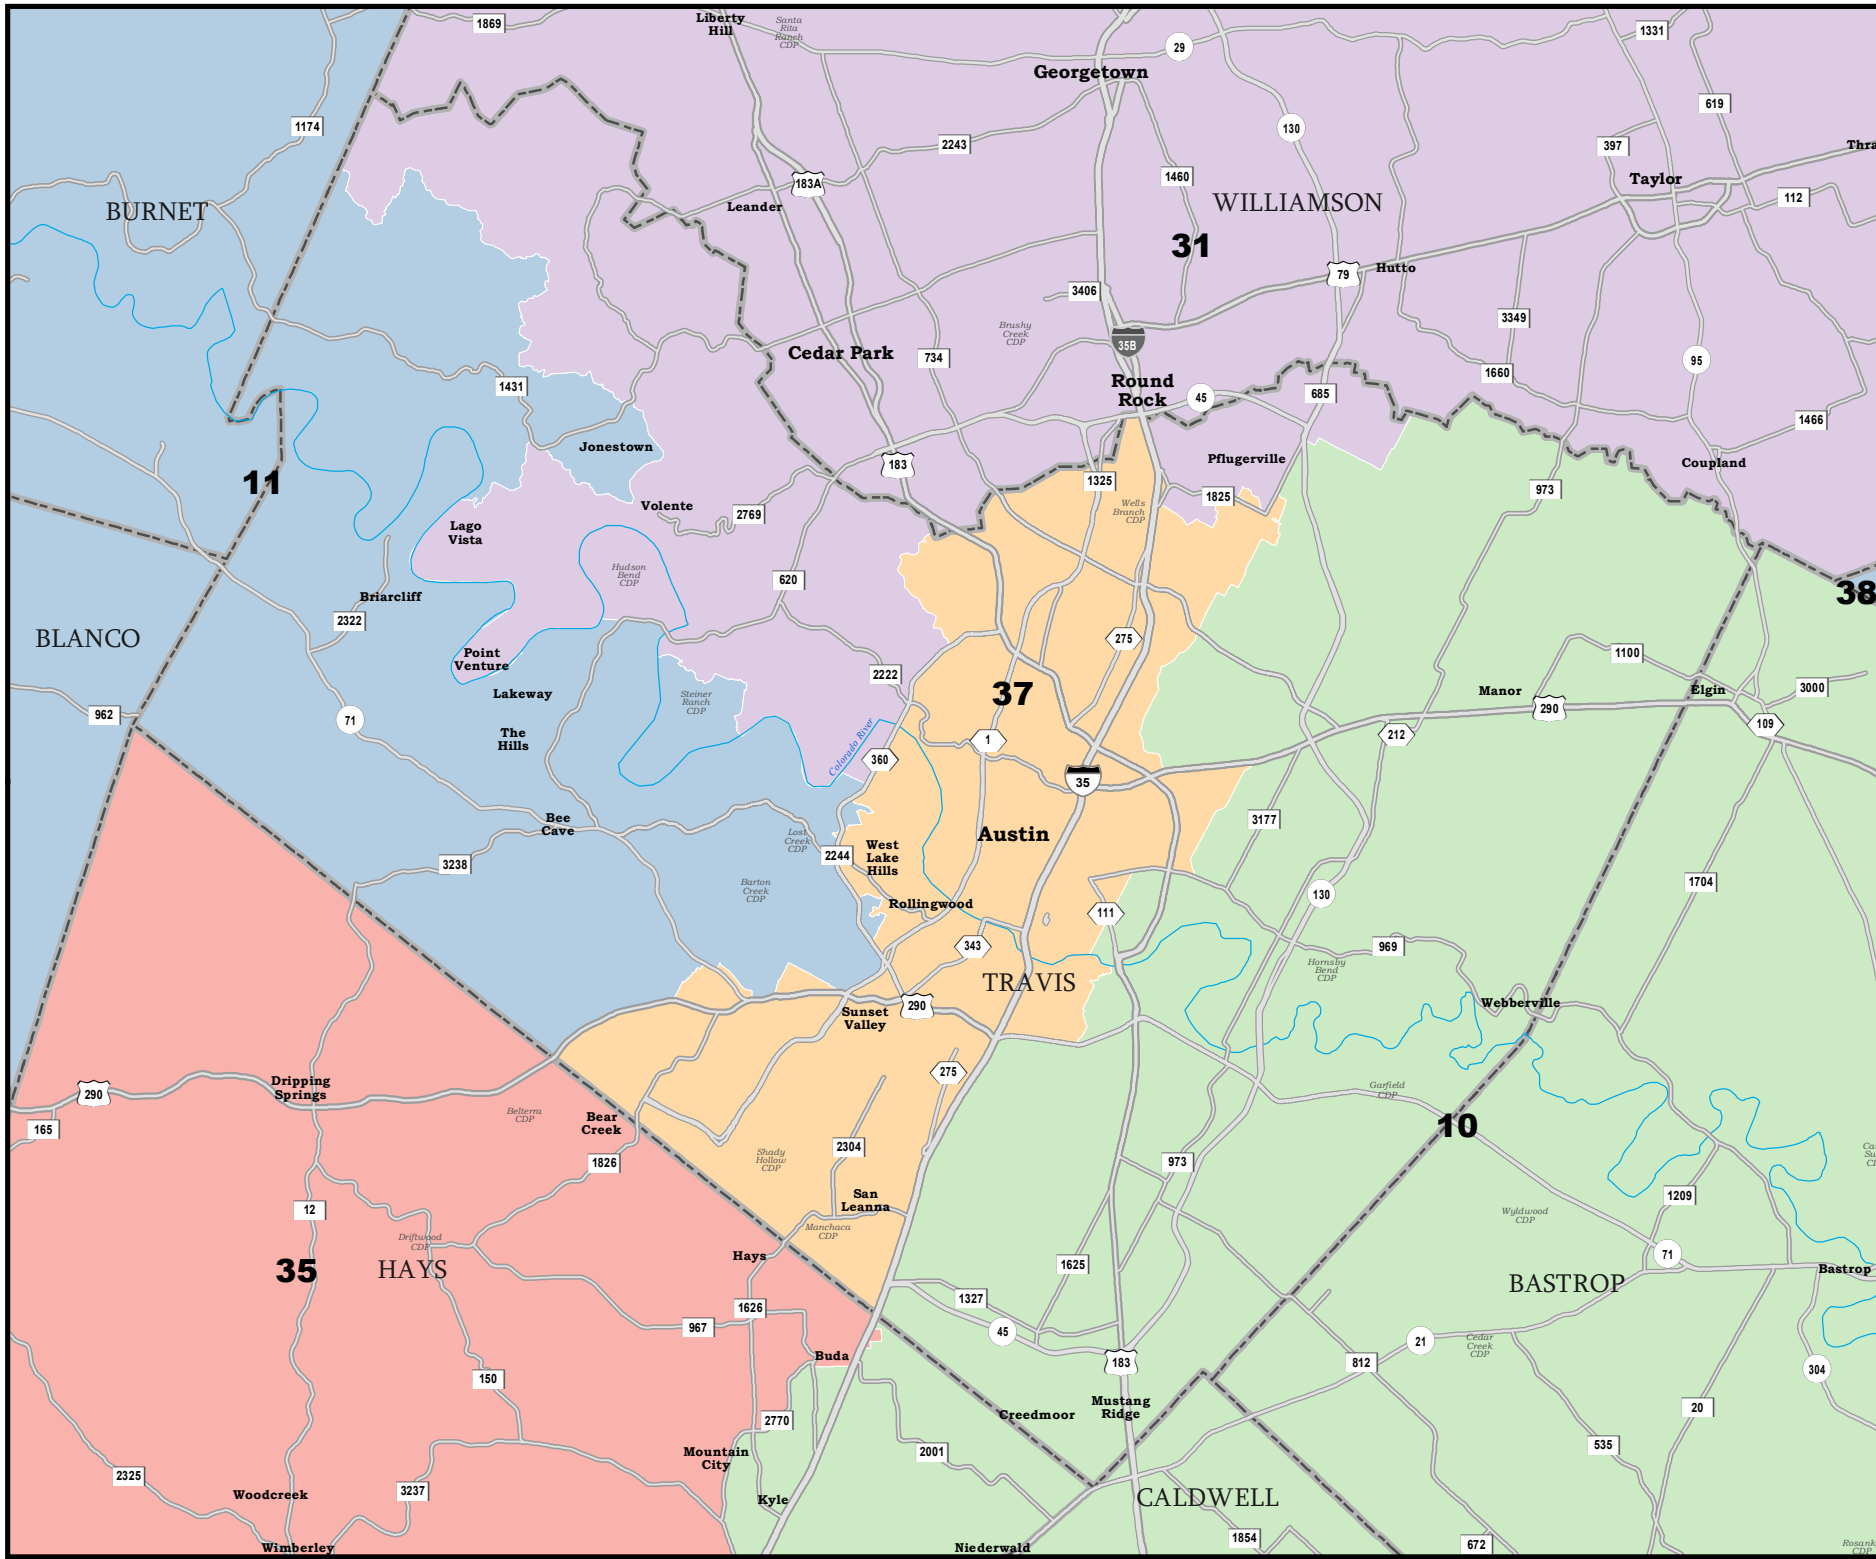 1869
Liberty
Hill
Santa
Rita
Ranch
CDP
29
1331
Georgetown
619
1174
130
2243
397
Thra
1460
Taylor
183A
112
BURNET
Leander
WILLIAMSON
31
79
Hutto
3406
3349
Brushy
Creek
CDP
35B
Cedar Park
734
95
1660
1431
Round
Rock
45
685
1466
Jonestown
Pflugerville
183
Coupland
11
1325
973
1825
Volente
2769
Wells
Branch
CDP
Lago
Vista
Hudson
Bend
CDP
620
38
Briarcliff
2322
BLANCO
275
1100
Point
Venture
2222
Lakeway
Steiner
Ranch
CDP
37
Manor
Elgin
3000
962
71
290
109
The
Hills
Colorado River
1
212
360
35
Bee
Cave
3177
Austin
Lost
Creek
CDP
2244
West
Lake
Hills
3238
Barton
Creek
CDP
1704
130
Rollingwood
111
343
969
Hornsby
Bend
CDP
TRAVIS
Webberville
290
Sunset
Valley
275
Dripping
Springs
290
Garfield
CDP
Belterra
CDP
Bear
Creek
165
10
2304
Shady
Hollow
CDP
1826
973
Ca
Su
CD
San
Leanna
1209
12
Wyldwood
CDP
Manchaca
CDP
Driftwood
CDP
Hays
71
35
HAYS
1625
BASTROP
Bastrop
1327
1626
967
45
21
Cedar
Creek
CDP
Buda
183
812
304
150
Mustang
Ridge
Creedmoor
20
2770
535
Mountain
City
2001
2325
3237
Woodcreek
Kyle
CALDWELL
1854
672
Wimberley
Niederwald
Rosank
CDP